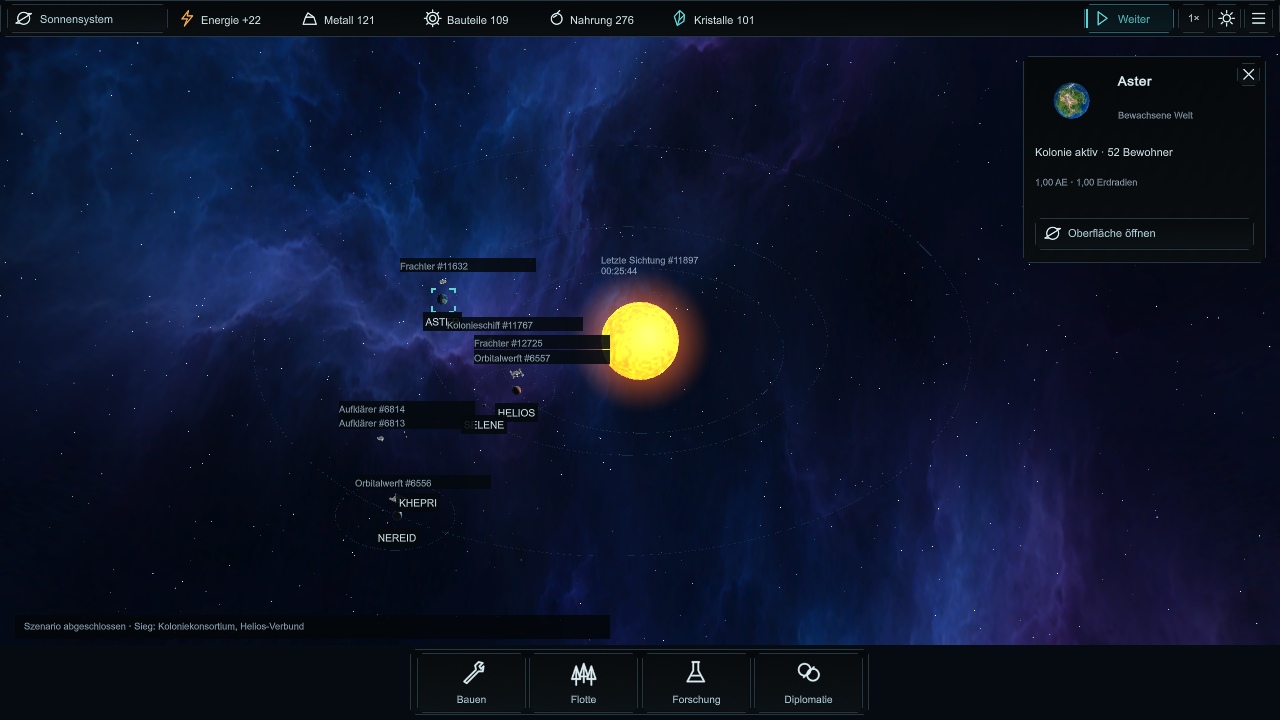 Sonnensystem
Energie +22
Metall 121
Bauteile 109
Nahrung 276
Kristalle 101
Weiter
1×
Aster
Bewachsene Welt
Kolonie aktiv · 52 Bewohner
1,00 AE · 1,00 Erdradien
Oberfläche öffnen
Letzte Sichtung #11897
00:25:44
Frachter #11632
Kolonieschiff #11767
Frachter #12725
Orbitalwerft #6557
HELIOS
SELENE
Aufklärer #6814
Aufklärer #6813
Orbitalwerft #6556
KHEPRI
NEREID
Szenario abgeschlossen · Sieg: Koloniekonsortium, Helios-Verbund
Bauen
Flotte
Forschung
Diplomatie